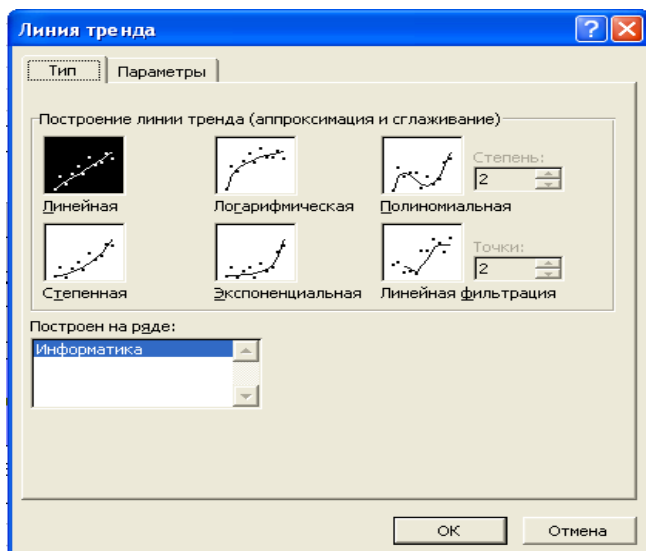 Линия тренда
Тип Параметры
Построение линии тренда (аппроксимация и сглаживание)
Степень:
2
Линейная Логарифмическая Полиномиальная
Точки:
2
Степенная Экспоненциальная Линейная фильтрация
Построен на ряде:
Информатика
ОК Отмена